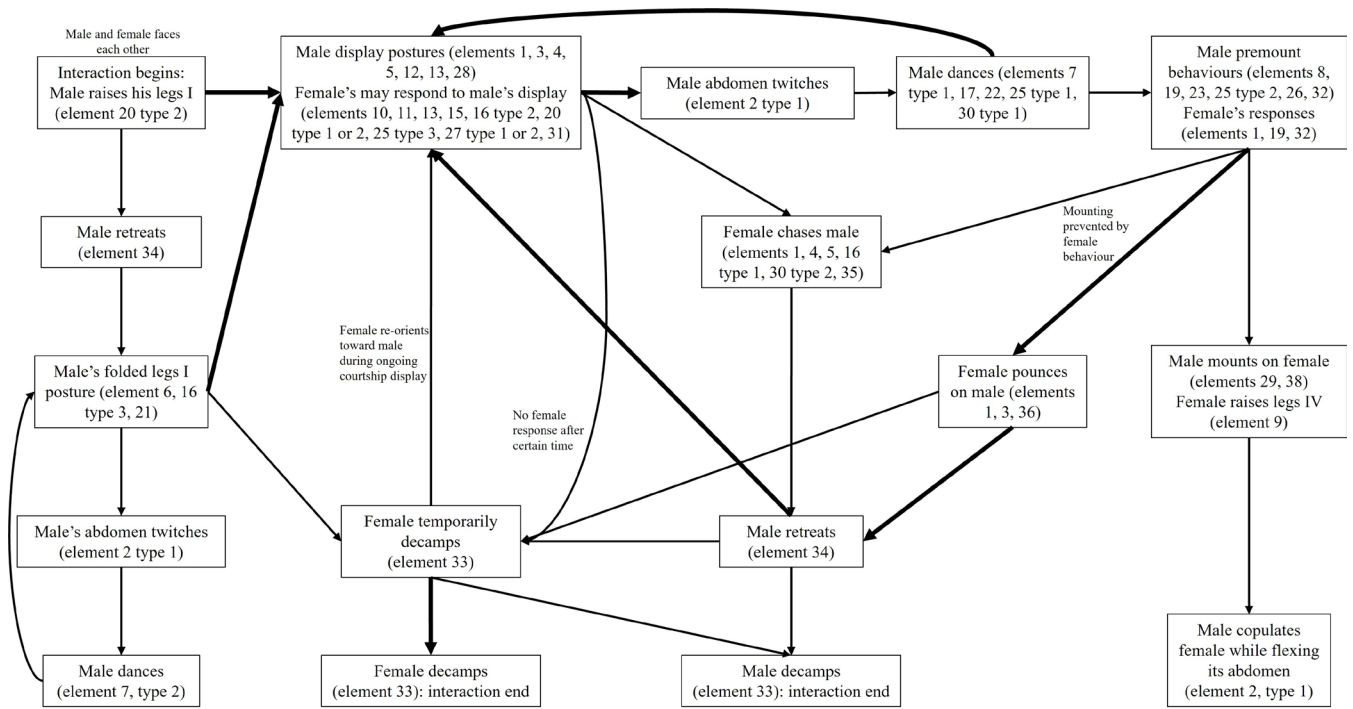 Male and female faces
each other
Interaction begins:
Male raises his legs I
(element 20 type 2)
Male display postures (elements 1, 3, 4,
5, 12, 13, 28)
Female's may respond to male's display
(elements 10, 11, 13, 15, 16 type 2, 20
type 1 or 2, 25 type 3, 27 type 1 or 2, 31)
Male abdomen twitches
(element 2 type 1)
Male dances (elements 7
type 1, 17, 22, 25 type 1,
30 type 1)
Male premount
behaviours (elements 8,
19, 23, 25 type 2, 26, 32)
Female's responses
(elements 1, 19, 32)
Male retreats
(element 34)
Female chases male
(elements 1, 4, 5, 16
type 1, 30 type 2, 35)
Mounting
prevented by
female
behaviour
Male's folded legs I
posture (element 6, 16
type 3, 21)
Female re-orients
toward male
during ongoing
courtship display
No female
response after
certain time
Female pounces
on male (elements
1, 3, 36)
Male mounts on female
(elements 29, 38)
Female raises legs IV
(element 9)
Male's abdomen twitches
(element 2 type 1)
Female temporarily
decamps
(element 33)
Male retreats
(element 34)
Male dances
(element 7, type 2)
Female decamps
(element 33): interaction end
Male decamps
(element 33): interaction end
Male copulates
female while flexing
its abdomen
(element 2, type 1)